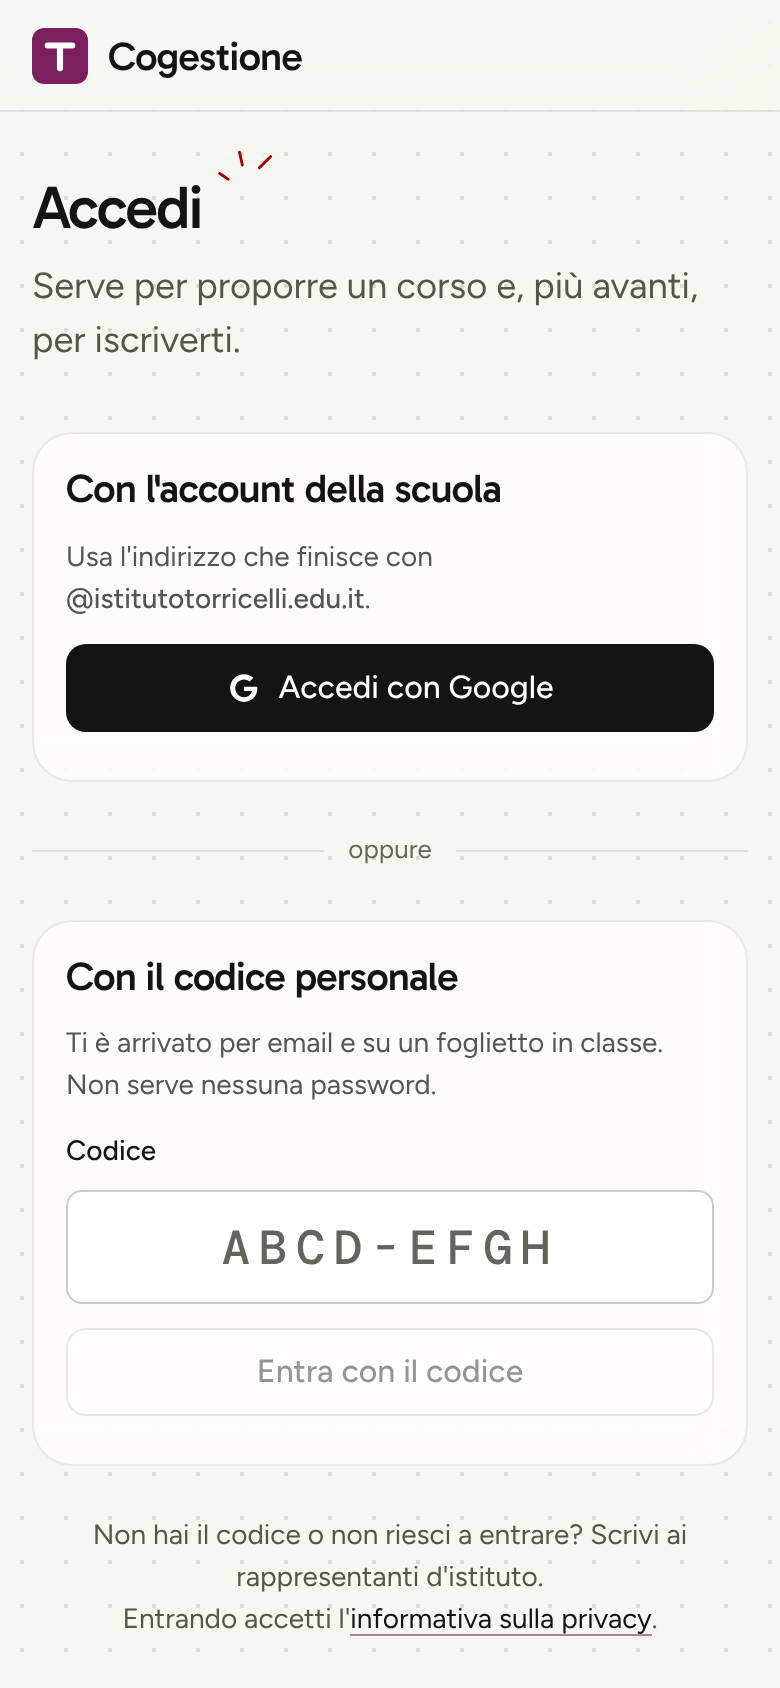 T Cogestione
Accedi
Serve per proporre un corso e, più avanti,
per iscriverti.
Con l'account della scuola
Usa l'indirizzo che finisce con
@istitutotorricelli.edu.it.
G Accedi con Google
oppure
Con il codice personale
Ti è arrivato per email e su un foglietto in classe.
Non serve nessuna password.
Codice
ABCD-EFGH
Entra con il codice
Non hai il codice o non riesci a entrare? Scrivi ai
rappresentanti d'istituto.
Entrando accetti l'informativa sulla privacy.